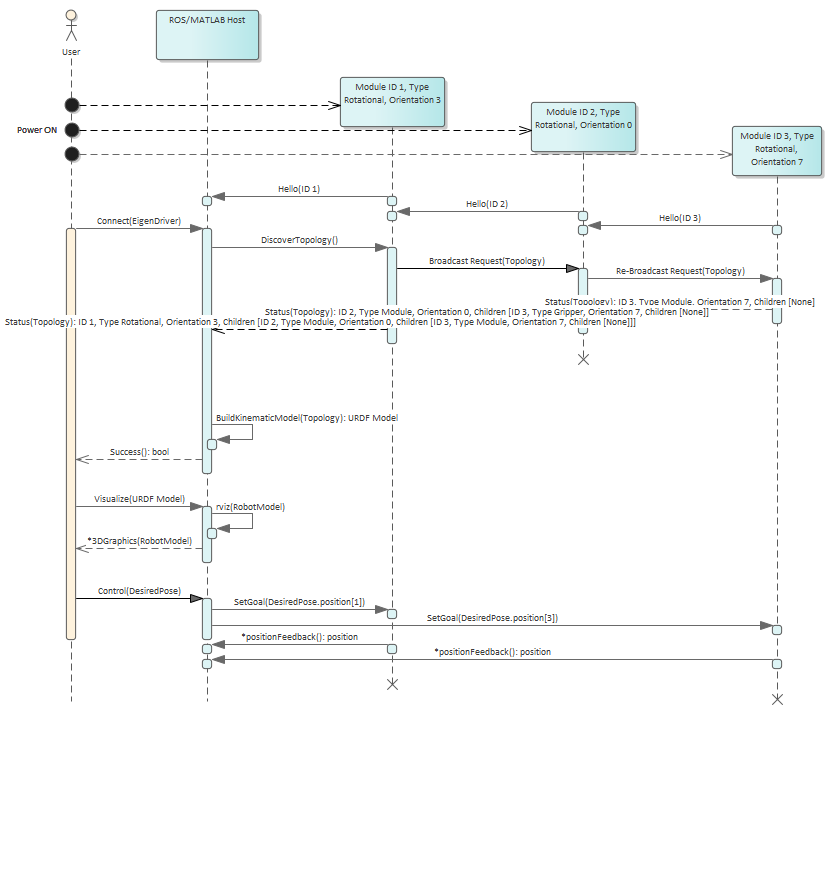 ROS/MATLAB Host
User
Module ID 1, Type
Rotational, Orientation 3
Module ID 2, Type
Rotational, Orientation 0
Power ON
Module ID 3, Type
Rotational,
Orientation 7
Hello(ID 1)
Hello(ID 2)
Hello(ID 3)
Connect(EigenDriver)
DiscoverTopology()
Broadcast Request(Topology)
Re-Broadcast Request(Topology)
Status(Topology): ID 3, Type Module, Orientation 7, Children [None]
Status(Topology): ID 2, Type Module, Orientation 0, Children [ID 3, Type Gripper, Orientation 7, Children [None]]
Status(Topology): ID 1, Type Rotational, Orientation 3, Children [ID 2, Type Module, Orientation 0, Children [ID 3, Type Module, Orientation 7, Children [None]]]
BuildKinematicModel(Topology): URDF Model
Success(): bool
Visualize(URDF Model)
rviz(RobotModel)
*3DGraphics(RobotModel)
Control(DesiredPose)
SetGoal(DesiredPose.position[1])
SetGoal(DesiredPose.position[3])
*positionFeedback(): position
*positionFeedback(): position